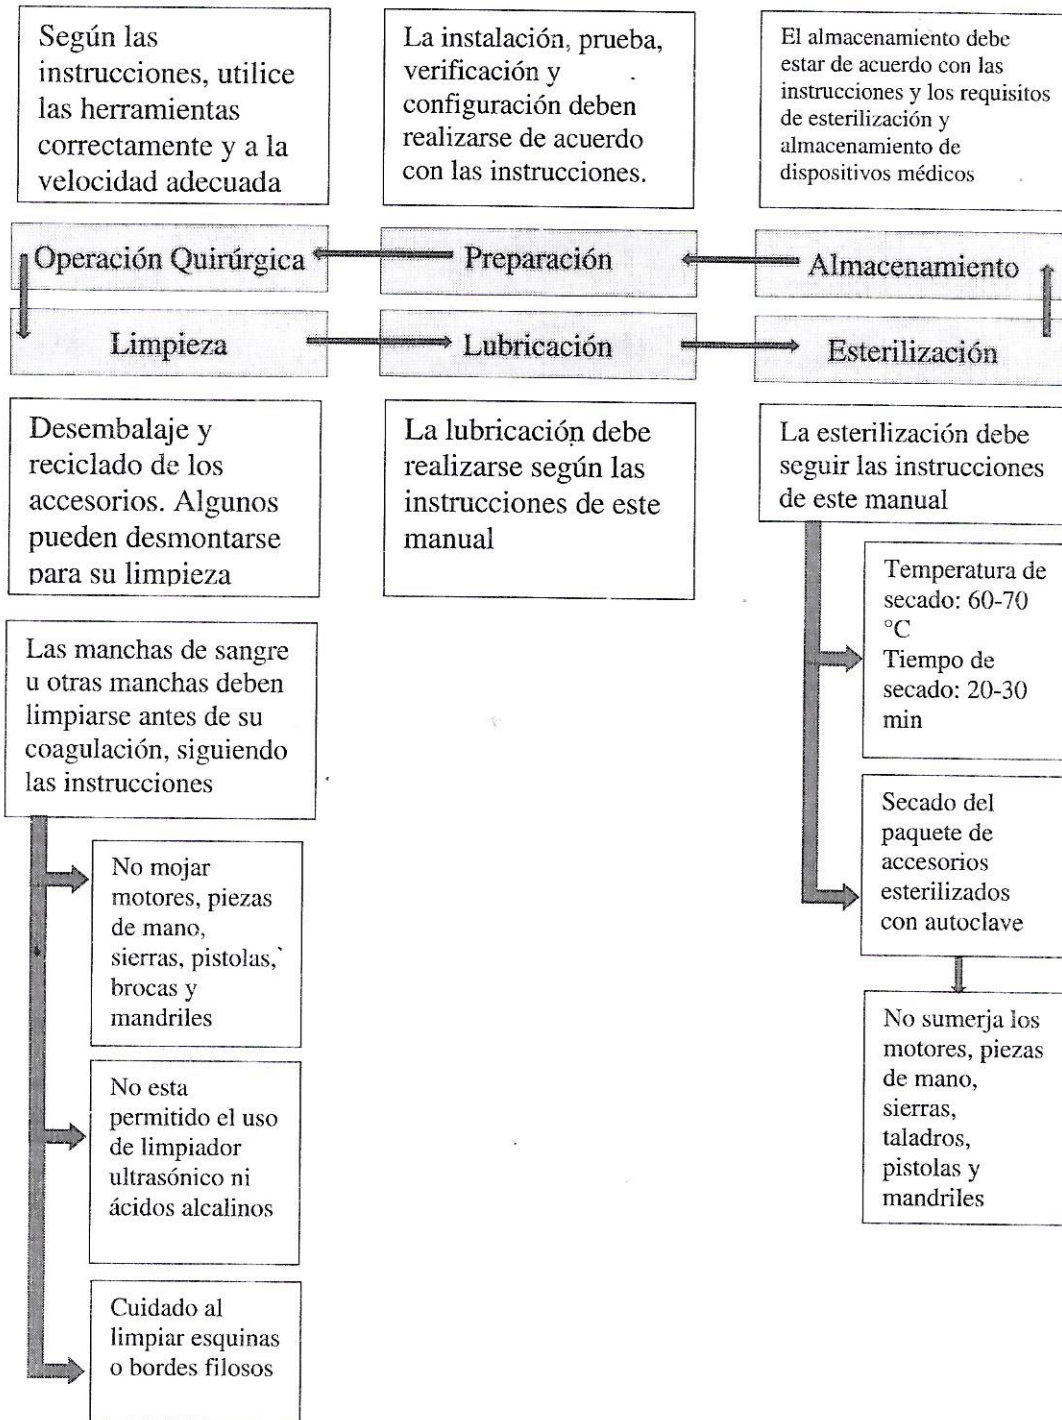 Según las
instrucciones, utilice
las herramientas
correctamente y a la
velocidad adecuada
La instalación, prueba,
verificación y
configuración deben
realizarse de acuerdo
con las instrucciones.
El almacenamiento debe
estar de acuerdo con las
instrucciones y los requisitos
de esterilización y
almacenamiento de
dispositivos médicos
Operación Quirúrgica
Preparación
Almacenamiento
Limpieza
Lubricación
Esterilización
Desembalaje y
reciclado de los
accesorios. Algunos
pueden desmontarse
para su limpieza
La lubricación debe
realizarse según las
instrucciones de este
manual
La esterilización debe
seguir las instrucciones
de este manual
Temperatura de
secado: 60-70
°C
Tiempo de
secado: 20-30
min
Las manchas de sangre
u otras manchas deben
limpiarse antes de su
coagulación, siguiendo
las instrucciones
Secado del
paquete de
accesorios
esterilizados
con autoclave
No mojar
motores, piezas
de mano,
sierras, pistolas,
brocas y
mandriles
No sumerja los
motores, piezas
de mano,
sierras,
taladros,
pistolas y
mandriles
No esta
permitido el uso
de limpiador
ultrasónico ni
ácidos alcalinos
Cuidado al
limpiar esquinas
o bordes filosos